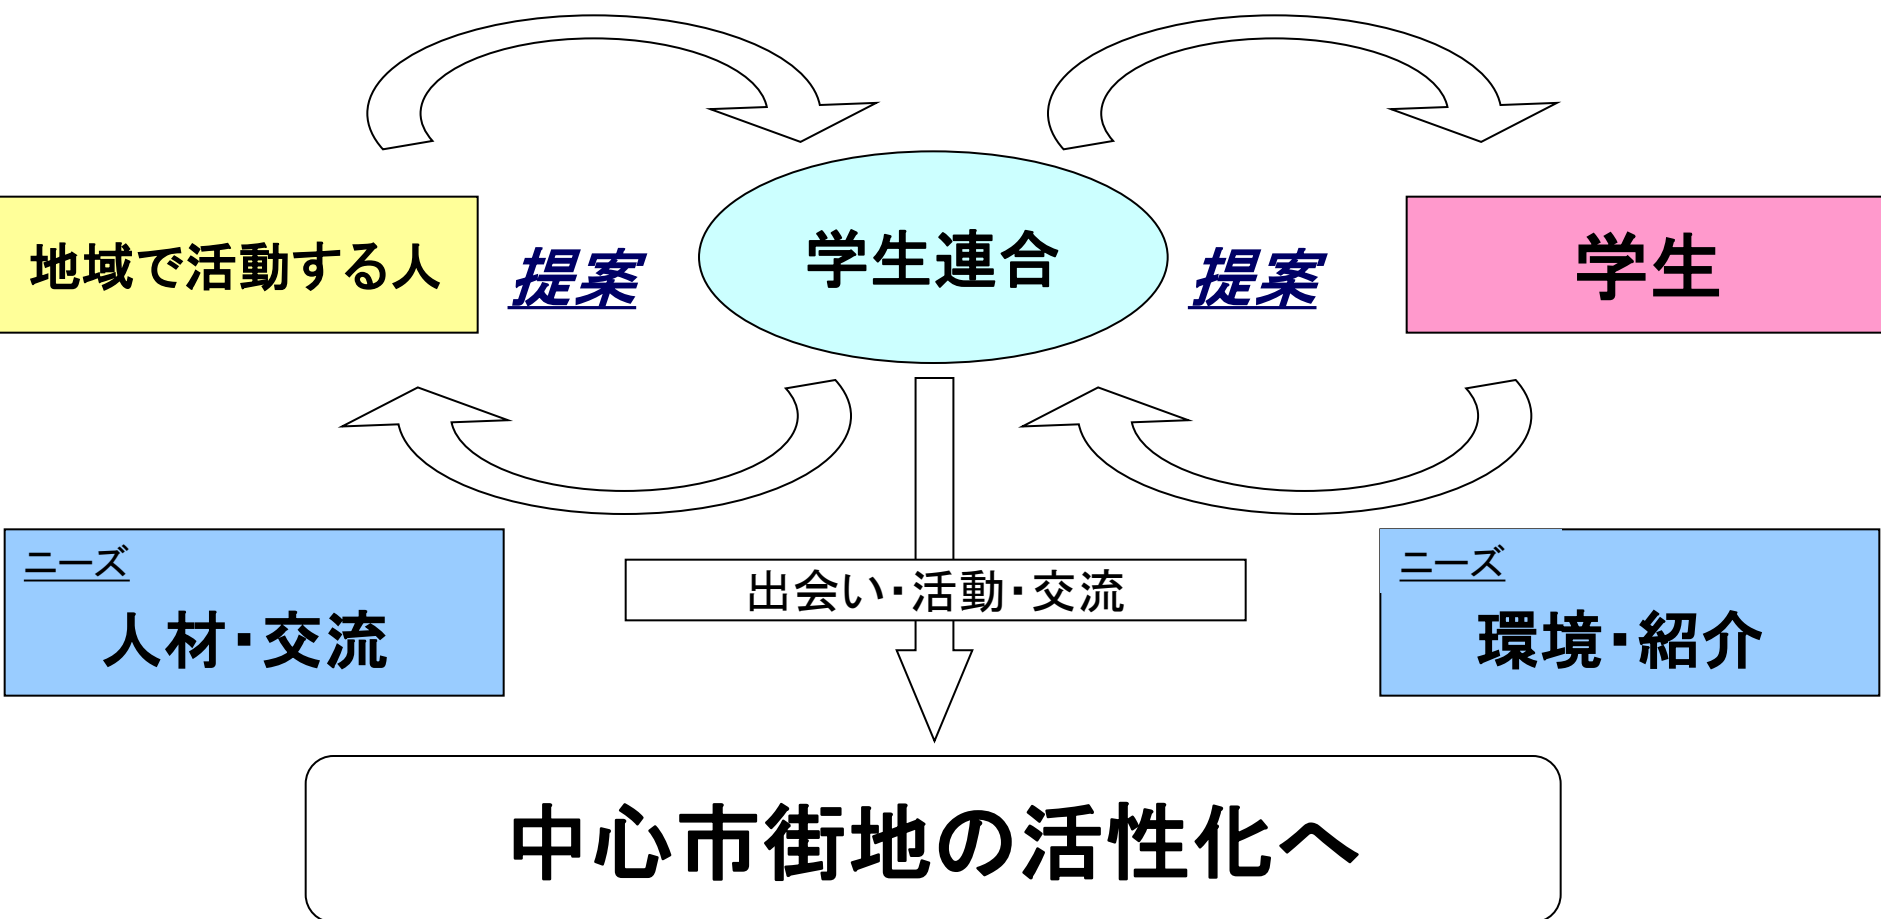 地域で活動する人
提案
学生連合
提案
学生
ニーズ
人材・交流
出会い・活動・交流
ニーズ
環境・紹介
中心市街地の活性化へ